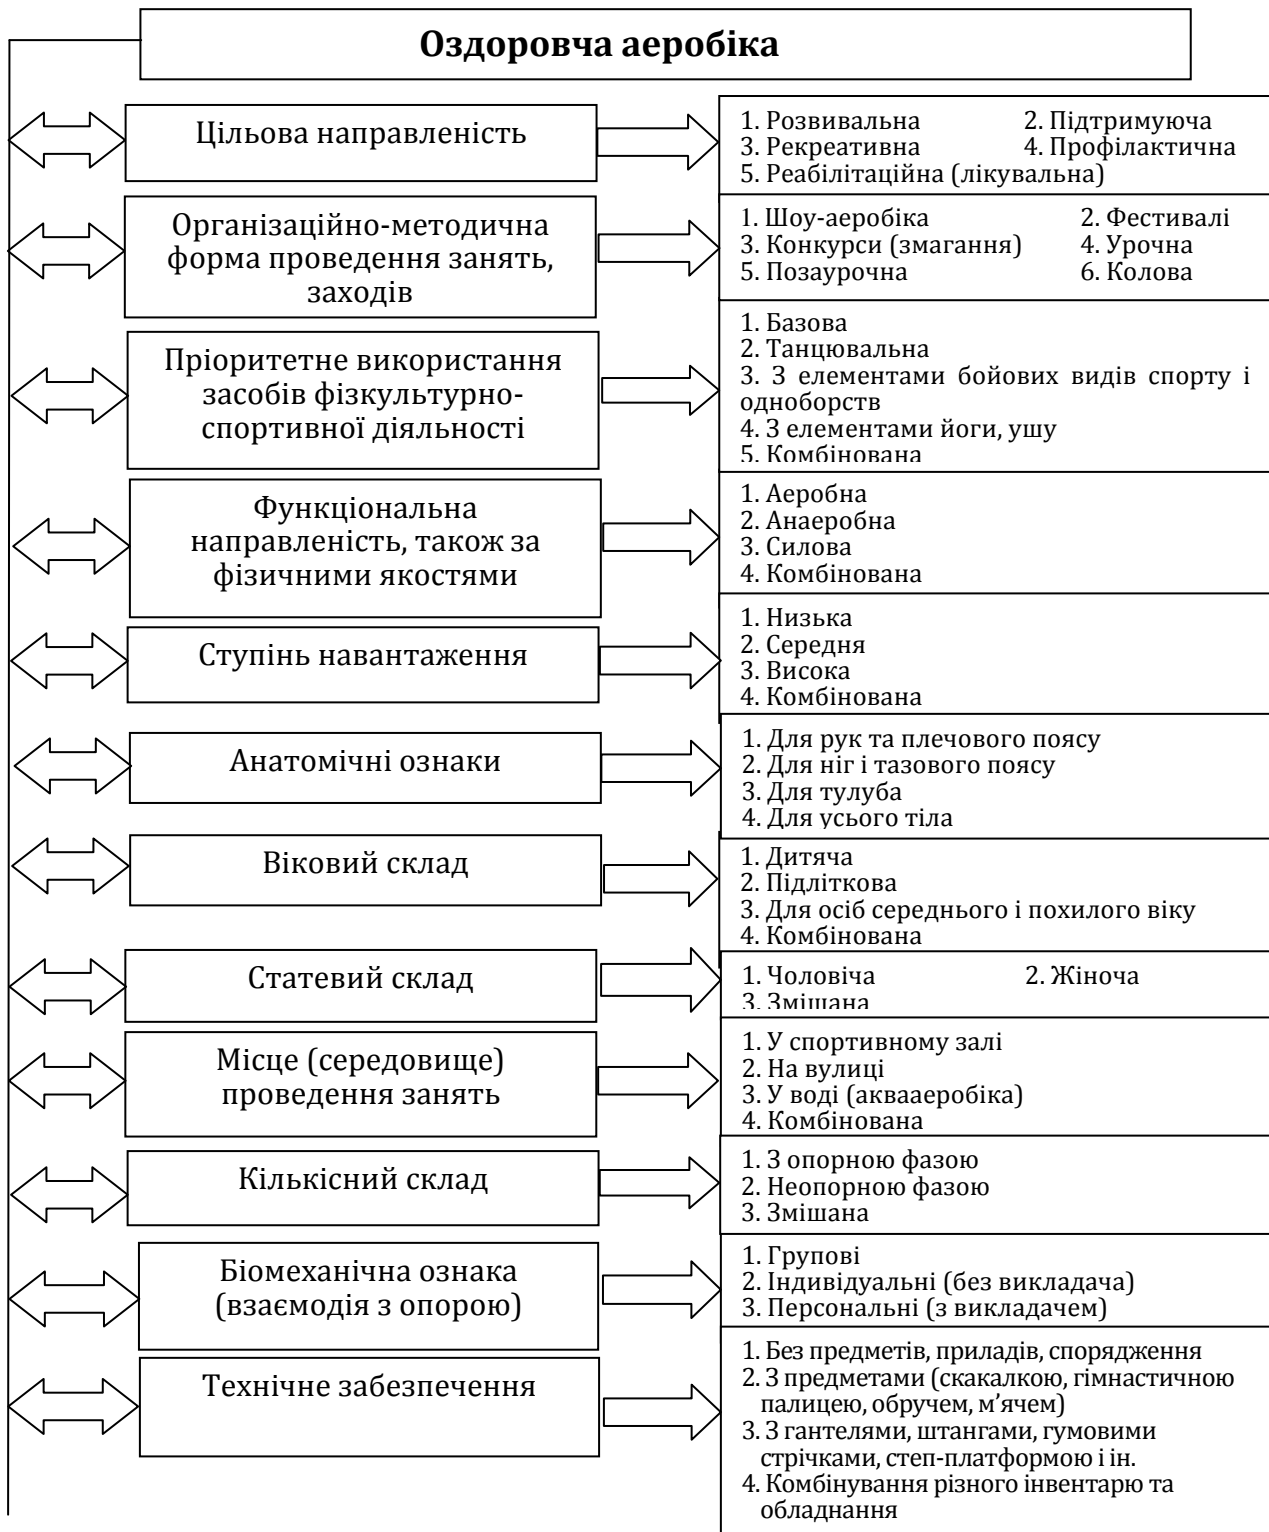 Оздоровча аеробіка
Цільова направленість
1. Розвивальна 2. Підтримуюча
3. Рекреативна 4. Профілактична
5. Реабілітаційна (лікувальна)
Організаційно-методична
форма проведення занять,
заходів
1. Шоу-аеробіка 2. Фестивалі
3. Конкурси (змагання) 4. Урочна
5. Позаурочна 6. Колова
Пріоритетне використання
засобів фізкультурно-
спортивної діяльності
1. Базова
2. Танцювальна
3. З елементами бойових видів спорту і
одноборств
4. З елементами йоги, ушу
5. Комбінована
Функціональна
направленість, також за
фізичними якостями
1. Аеробна
2. Анаеробна
3. Силова
4. Комбінована
Ступінь навантаження
1. Низька
2. Середня
3. Висока
4. Комбінована
Анатомічні ознаки
1. Для рук та плечового поясу
2. Для ніг і тазового поясу
3. Для тулуба
4. Для усього тіла
Віковий склад
1. Дитяча
2. Підліткова
3. Для осіб середнього і похилого віку
4. Комбінована
Статевий склад
1. Чоловіча 2. Жіноча
3. Змішана
Місце (середовище)
проведення занять
1. У спортивному залі
2. На вулиці
3. У воді (аквааеробіка)
4. Комбінована
Кількісний склад
1. З опорною фазою
2. Неопорною фазою
3. Змішана
Біомеханічна ознака
(взаємодія з опорою)
1. Групові
2. Індивідуальні (без викладача)
3. Персональні (з викладачем)
Технічне забезпечення
1. Без предметів, приладів, спорядження
2. З предметами (скакалкою, гімнастичною
палицею, обручем, м’ячем)
3. З гантелями, штангами, гумовими
стрічками, степ-платформою і ін.
4. Комбінування різного інвентарю та
обладнання